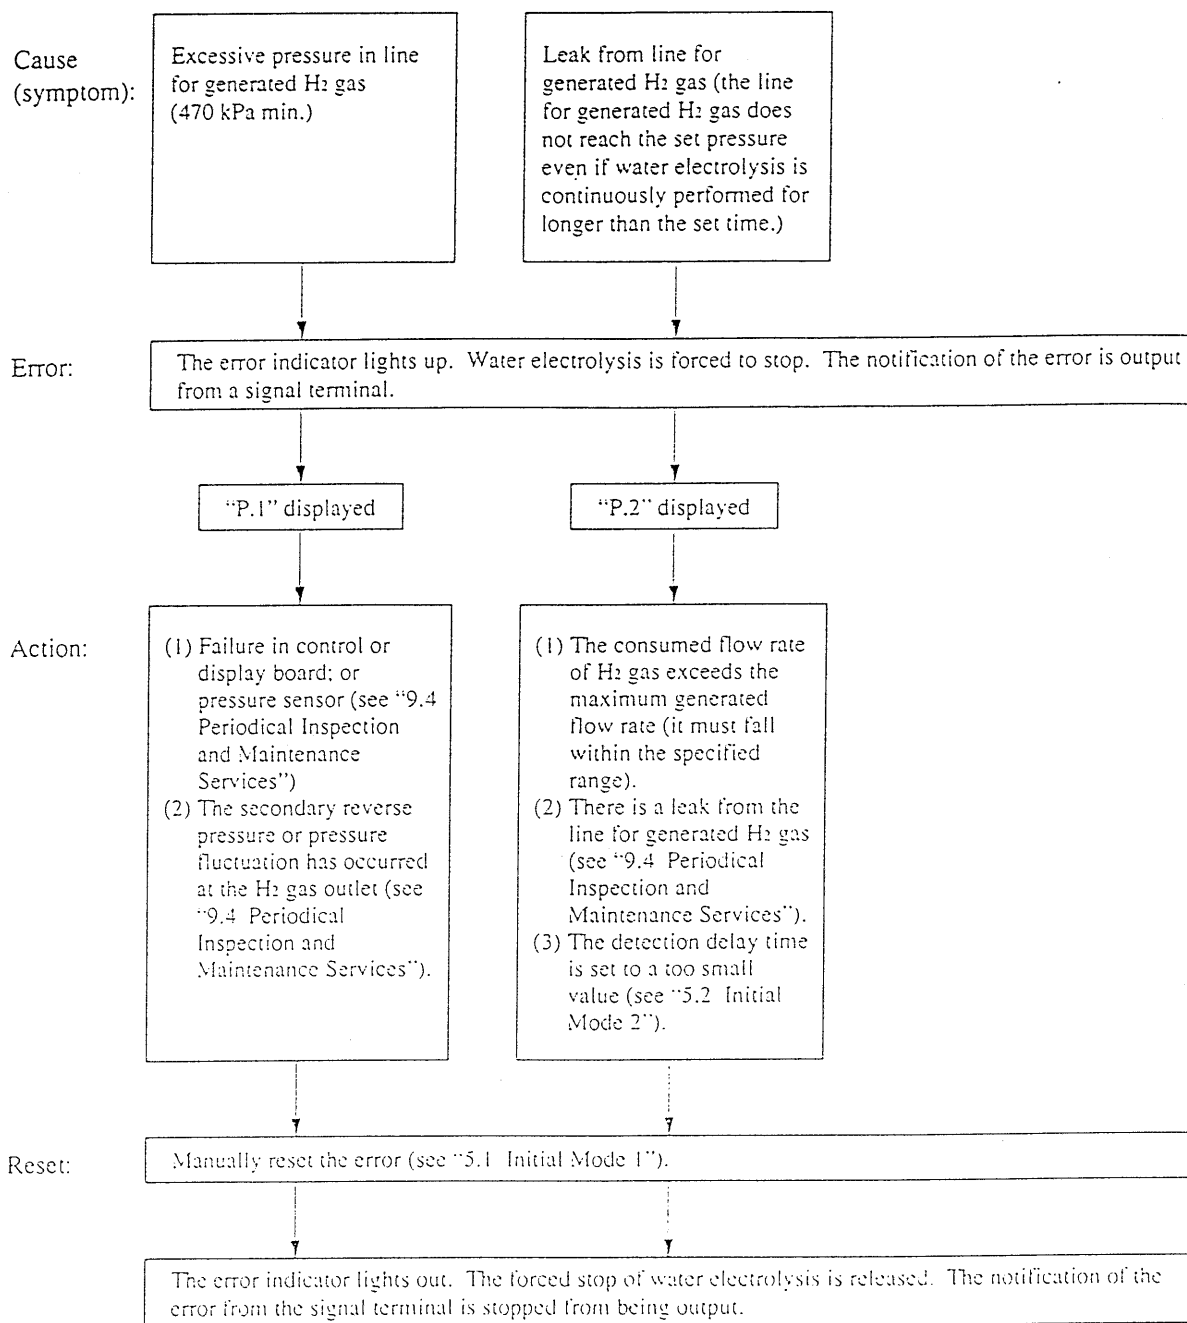 Cause
(symptom):
Excessive pressure in line
for generated H2 gas
(470 kPa min.)
Leak from line for
generated H2 gas (the line
for generated H2 gas does
not reach the set pressure
even if water electrolysis is
continuously performed for
longer than the set time.)
Error:
The error indicator lights up. Water electrolysis is forced to stop. The notification of the error is output
from a signal terminal.
"P.1" displayed
"P.2" displayed
Action:
(1) Failure in control or
display board; or
pressure sensor (see "9.4
Periodical Inspection
and Maintenance
Services")
(2) The secondary reverse
pressure or pressure
fluctuation has occurred
at the H2 gas outlet (see
"9.4 Periodical
Inspection and
Maintenance Services").
(1) The consumed flow rate
of H2 gas exceeds the
maximum generated
flow rate (it must fall
within the specified
range).
(2) There is a leak from the
line for generated H2 gas
(see "9.4 Periodical
Inspection and
Maintenance Services").
(3) The detection delay time
is set to a too small
value (see "5.2 Initial
Mode 2").
Reset:
Manually reset the error (see "5.1 Initial Mode 1").
The error indicator lights out. The forced stop of water electrolysis is released. The notification of the
error from the signal terminal is stopped from being output.